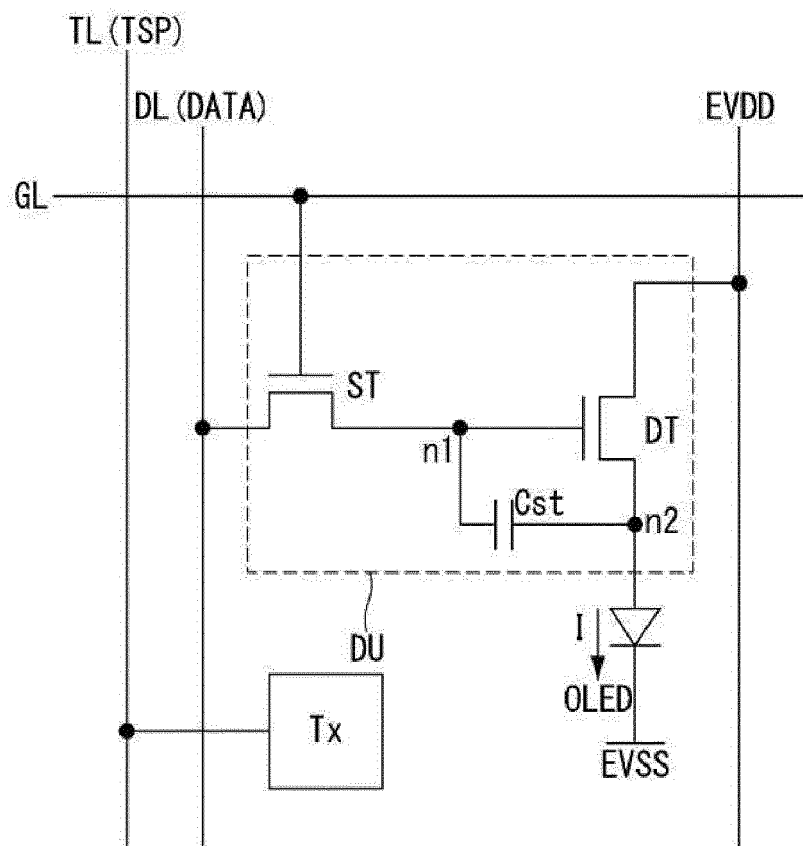 TL(TSP)
DL(DATA)
EVDD
GL
ST
DT
n1
Cst
n2
DU
I
OLED
Tx
EVSS